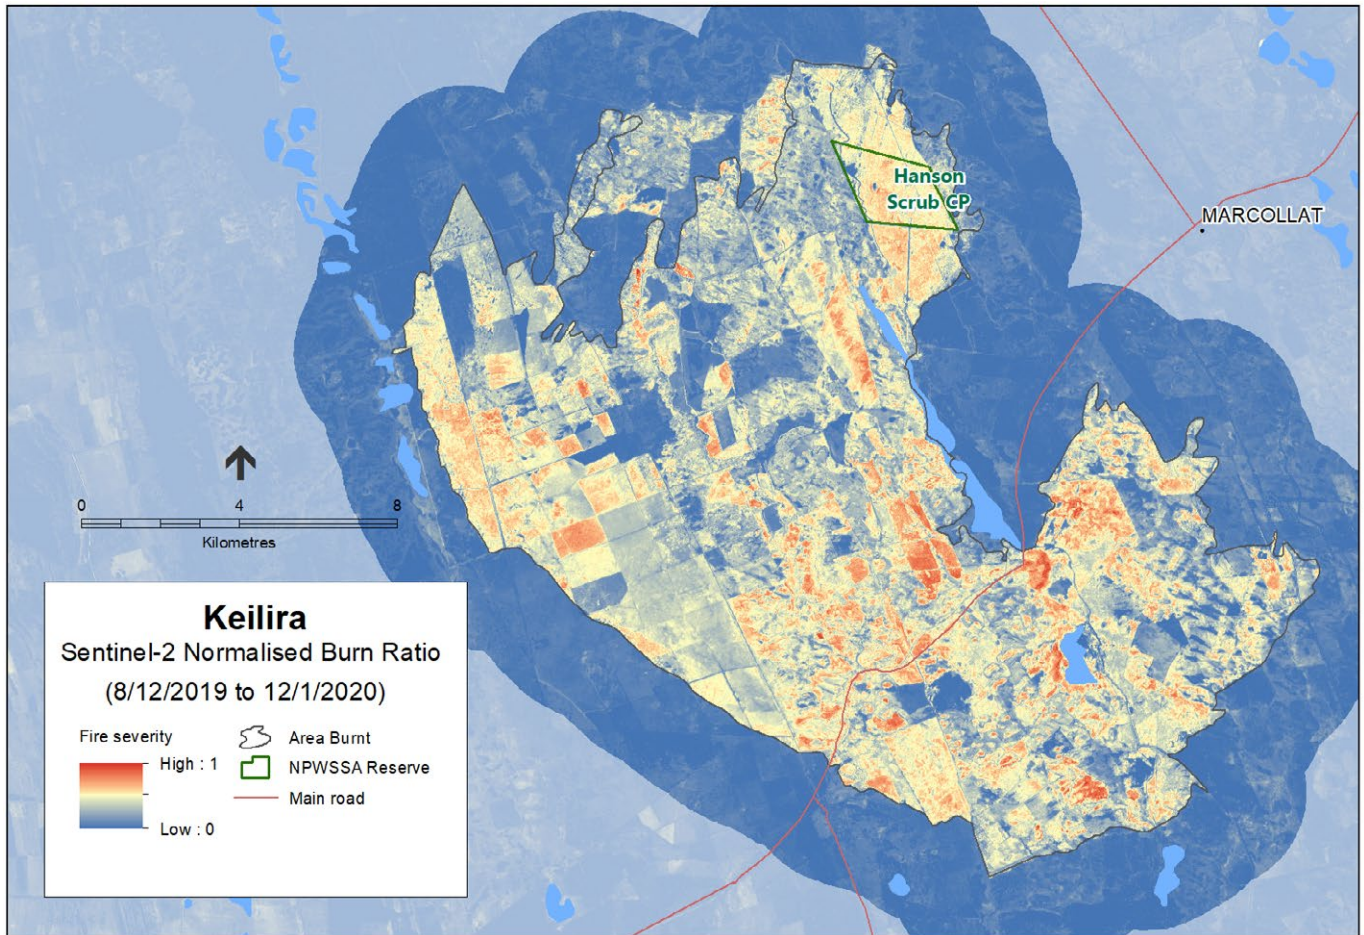 Hanson
Scrub CP
MARCOLLAT
0 4 8
Kilometres
Keilira
Sentinel-2 Normalised Burn Ratio
(8/12/2019 to 12/1/2020)
Fire severity
High : 1
Low : 0
Area Burnt
NPWSSA Reserve
Main road